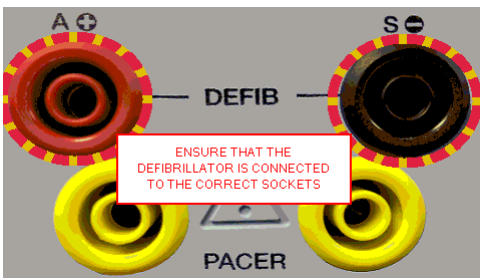 A ⊕ S ⊖
DEFIB
ENSURE THAT THE
DEFIBRILLATOR IS CONNECTED
TO THE CORRECT SOCKETS
PACER